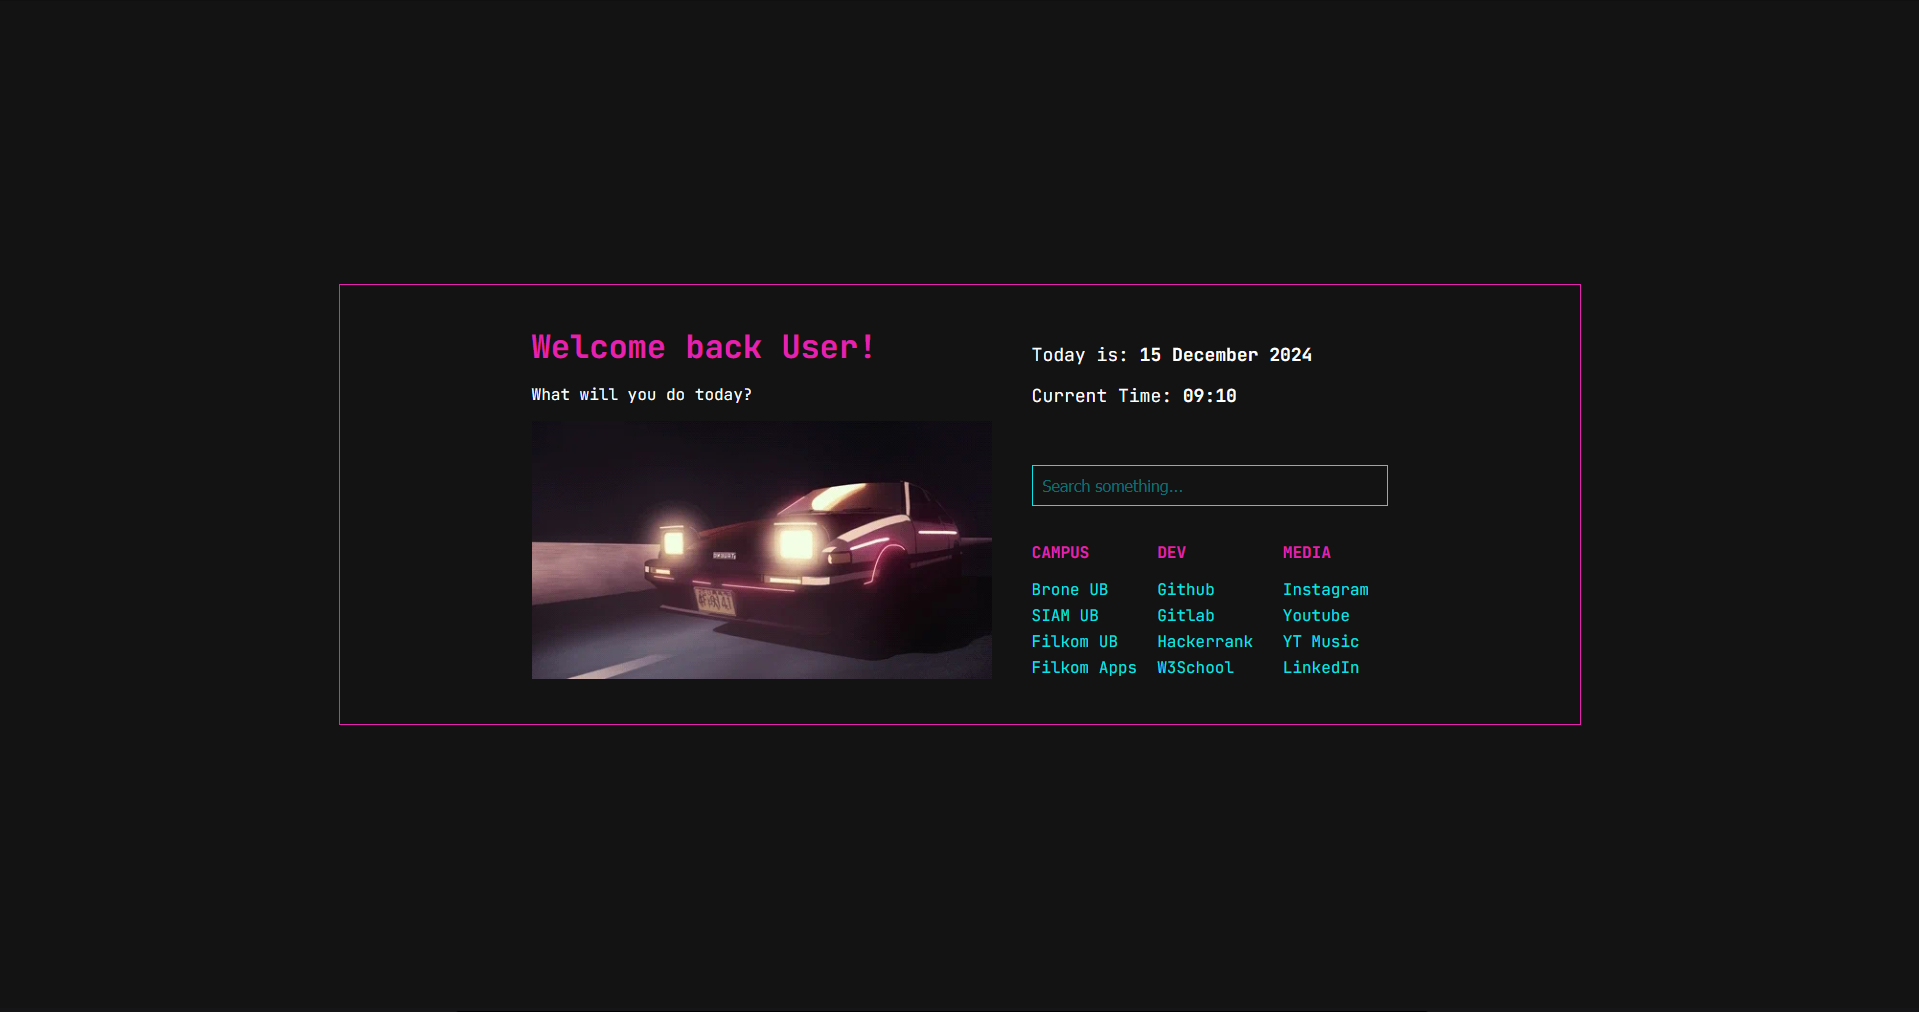 Welcome back User!
What will you do today?
Today is: 15 December 2024
Current Time: 09:10
Search something...
CAMPUS
Brone UB
SIAM UB
Filkom UB
Filkom Apps
DEV
Github
Gitlab
Hackerrank
W3School
MEDIA
Instagram
Youtube
YT Music
LinkedIn